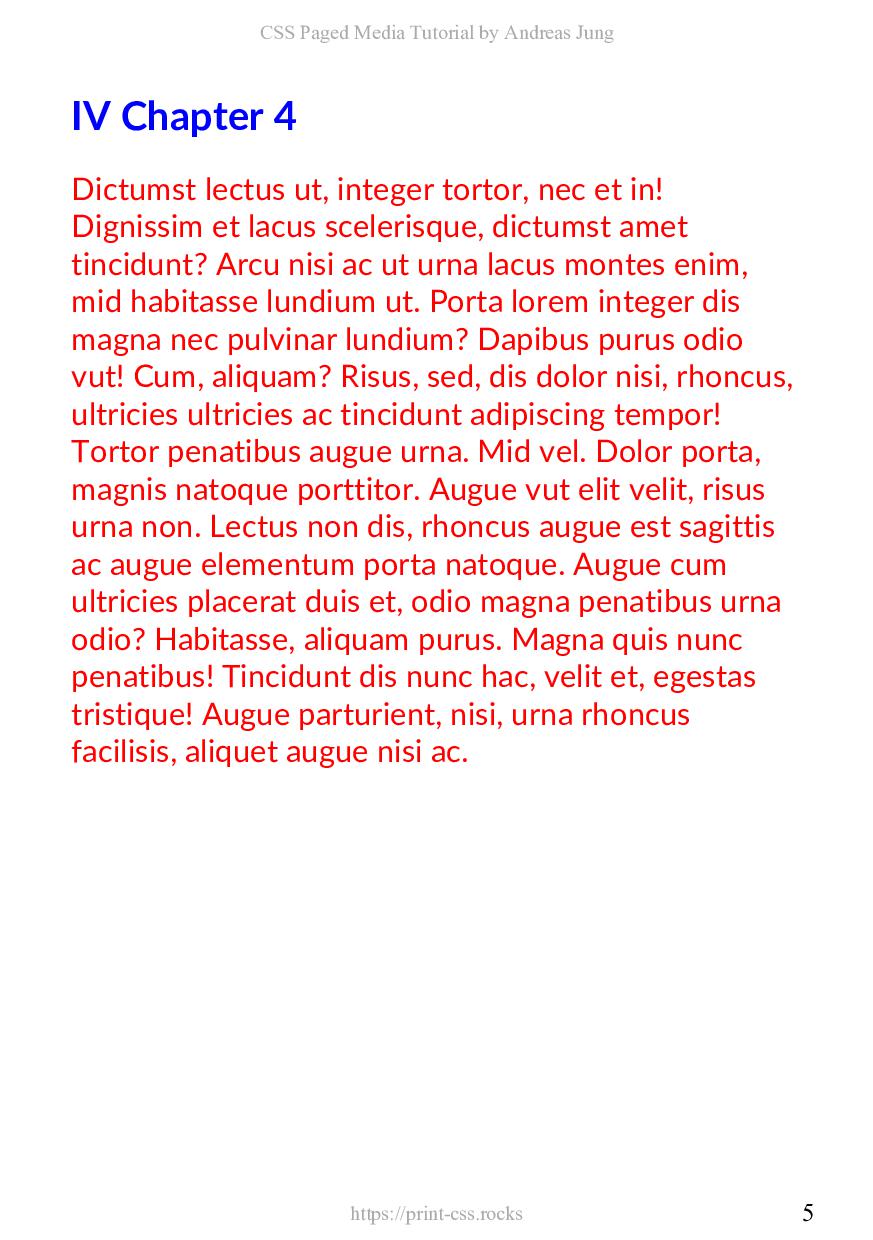 CSS Paged Media Tutorial by Andreas Jung
IV Chapter 4
Dictumst lectus ut, integer tortor, nec et in!
Dignissim et lacus scelerisque, dictumst amet
tincidunt? Arcu nisi ac ut urna lacus montes enim,
mid habitasse lundium ut. Porta lorem integer dis
magna nec pulvinar lundium? Dapibus purus odio
vut! Cum, aliquam? Risus, sed, dis dolor nisi, rhoncus,
ultricies ultricies ac tincidunt adipiscing tempor!
Tortor penatibus augue urna. Mid vel. Dolor porta,
magnis natoque porttitor. Augue vut elit velit, risus
urna non. Lectus non dis, rhoncus augue est sagittis
ac augue elementum porta natoque. Augue cum
ultricies placerat duis et, odio magna penatibus urna
odio? Habitasse, aliquam purus. Magna quis nunc
penatibus! Tincidunt dis nunc hac, velit et, egestas
tristique! Augue parturient, nisi, urna rhoncus
facilisis, aliquet augue nisi ac.
https://print-css.rocks
5